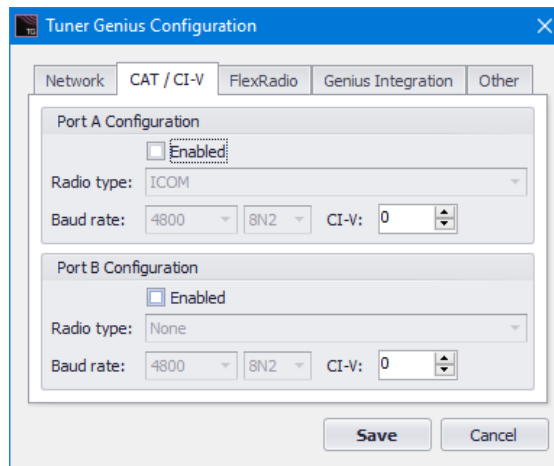 TG Tuner Genius Configuration
Network CAT / CI-V FlexRadio Genius Integration Other
Port A Configuration
Enabled
Radio type: ICOM
Baud rate: 4800 8N2 CI-V: 0
Port B Configuration
Enabled
Radio type: None
Baud rate: 4800 8N2 CI-V: 0
Save Cancel